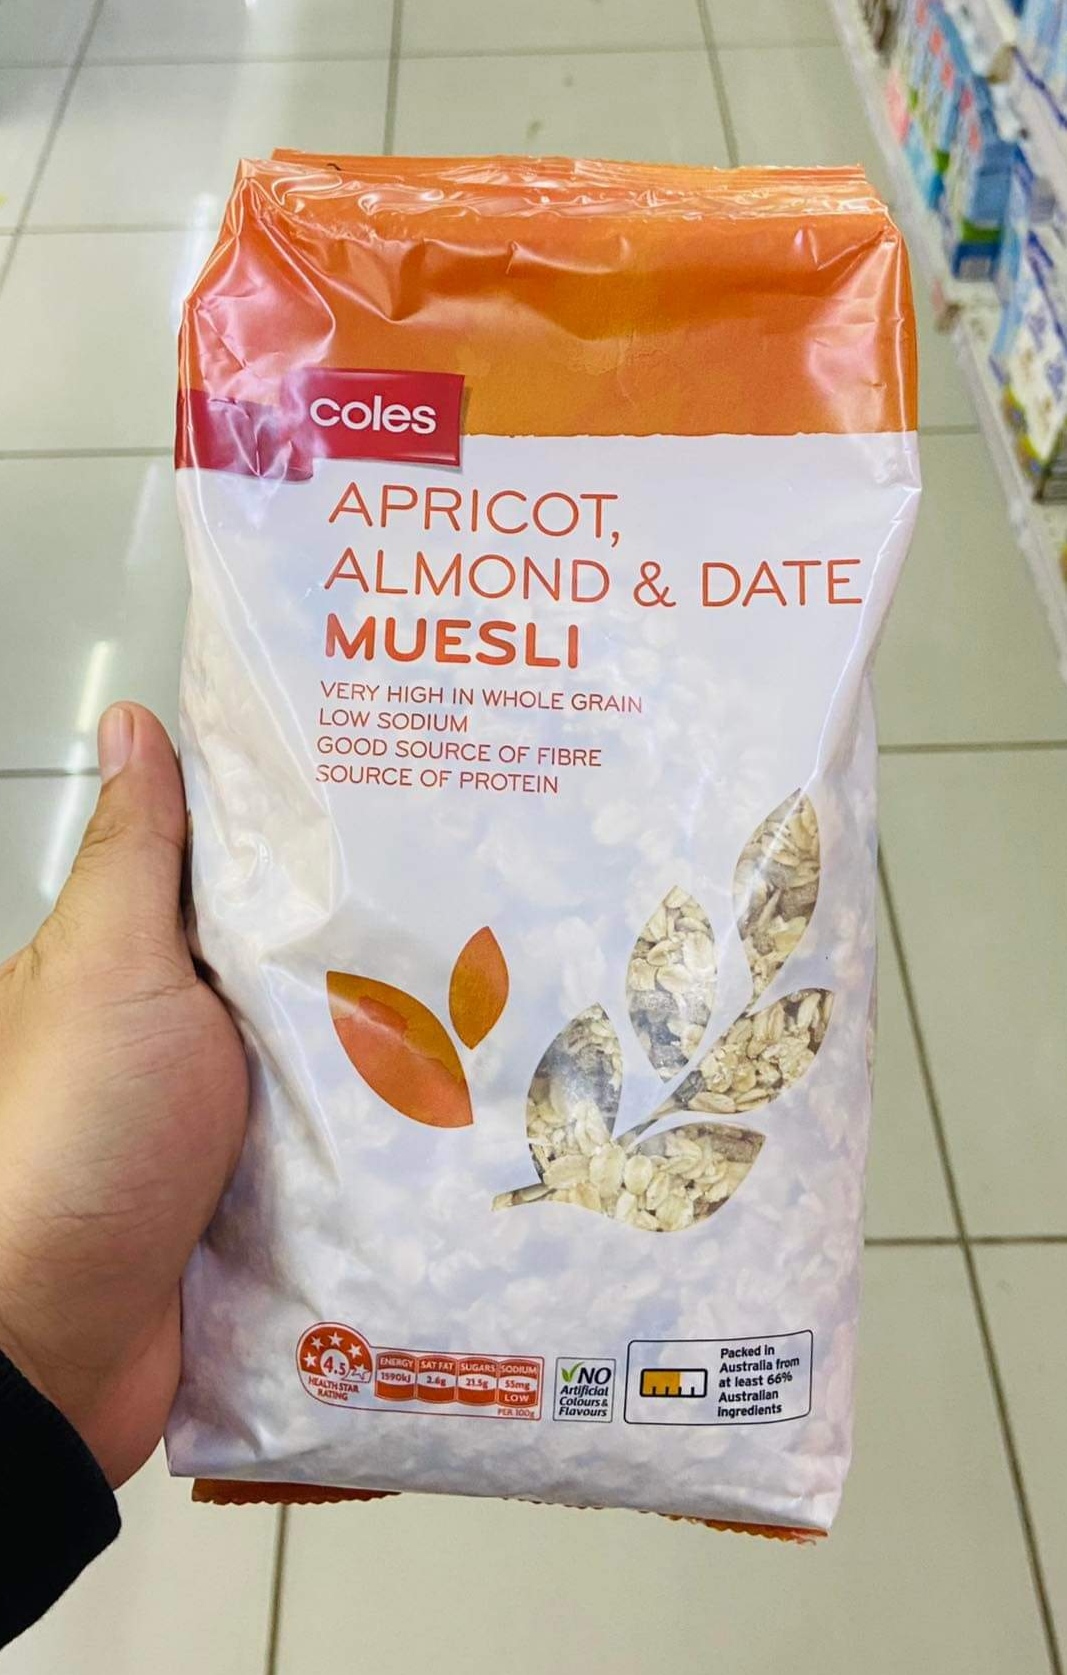 coles
APRICOT,
ALMOND & DATE
MUESLI
VERY HIGH IN WHOLE GRAIN
LOW SODIUM
GOOD SOURCE OF FIBRE
SOURCE OF PROTEIN
4.5
HEALTH STAR
RATING
ENERGY SAT FAT SUGARS SODIUM
1590kJ 2.6g 21.5g 55mg
LOW
PER 100g
NO
Artificial
Colours &
Flavours
Packed in
Australia from
at least 66%
Australian
ingredients